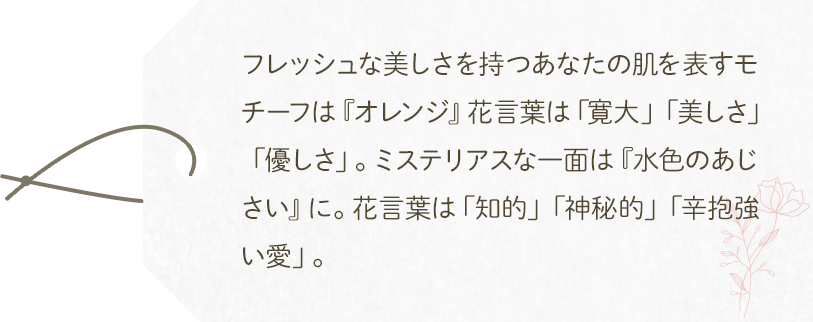 フレッシュな美しさを持つあなたの肌を表すモ
チーフは『オレンジ』花言葉は「寛大」「美しさ」
「優しさ」。ミステリアスな一面は『水色のあじ
さい』に。花言葉は「知的」「神秘的」「辛抱強
い愛」。